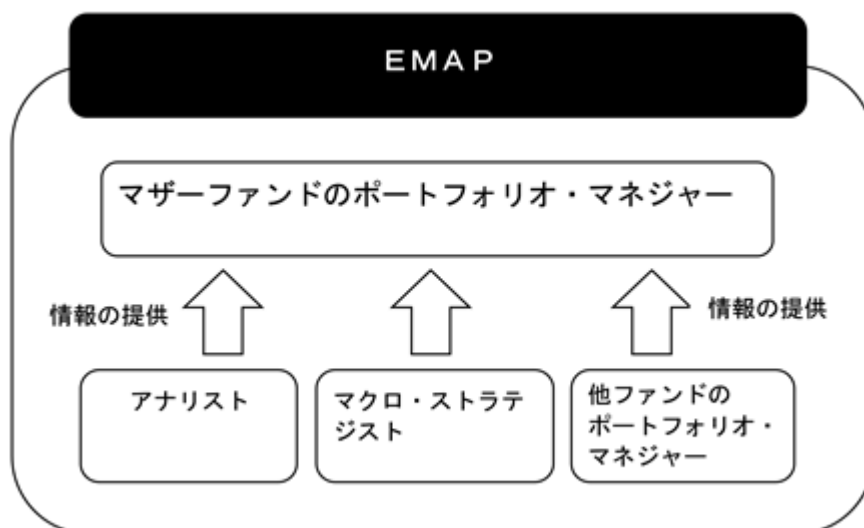 ＥＭＡＰ
マザーファンドのポートフォリオ・マネジャー
情報の提供
情報の提供
アナリスト
マクロ・ストラテ
ジスト
他ファンドの
ポートフォリオ・
マネジャー